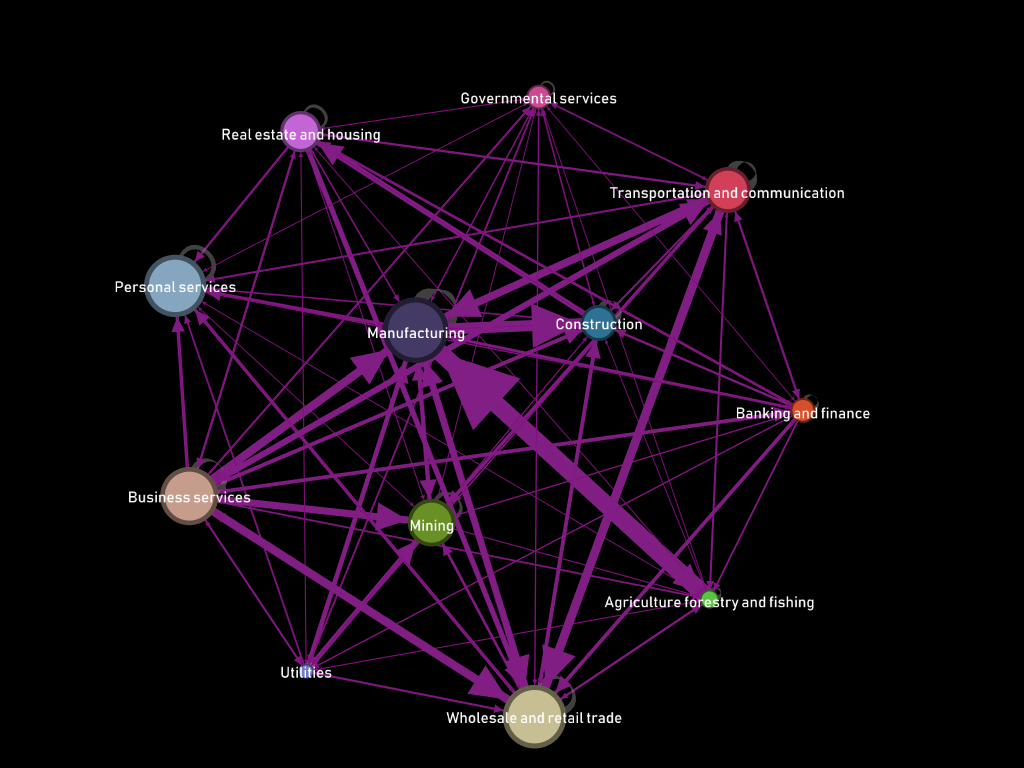 Governmental services
Real estate and housing
Transportation and communication
Personal services
Manufacturing
Construction
Banking and finance
Business services
Mining
Agriculture forestry and fishing
Utilities
Wholesale and retail trade